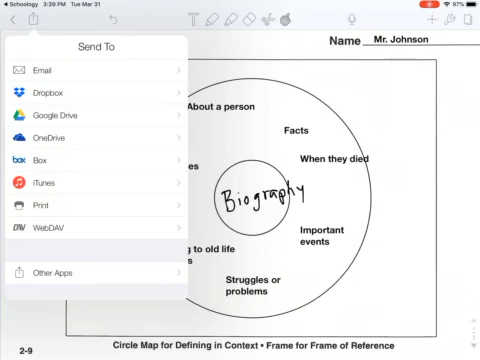 Schoology 3:39 PM Tue Mar 31
97%
Send To
Email
Dropbox
Google Drive
OneDrive
box Box
iTunes
Print
DAV WebDAV
Other Apps
Name Mr. Johnson
About a person
Facts
es
When they died
Biography
Important
events
g to old life
s
Struggles or
problems
2-9
Circle Map for Defining in Context • Frame for Frame of Reference